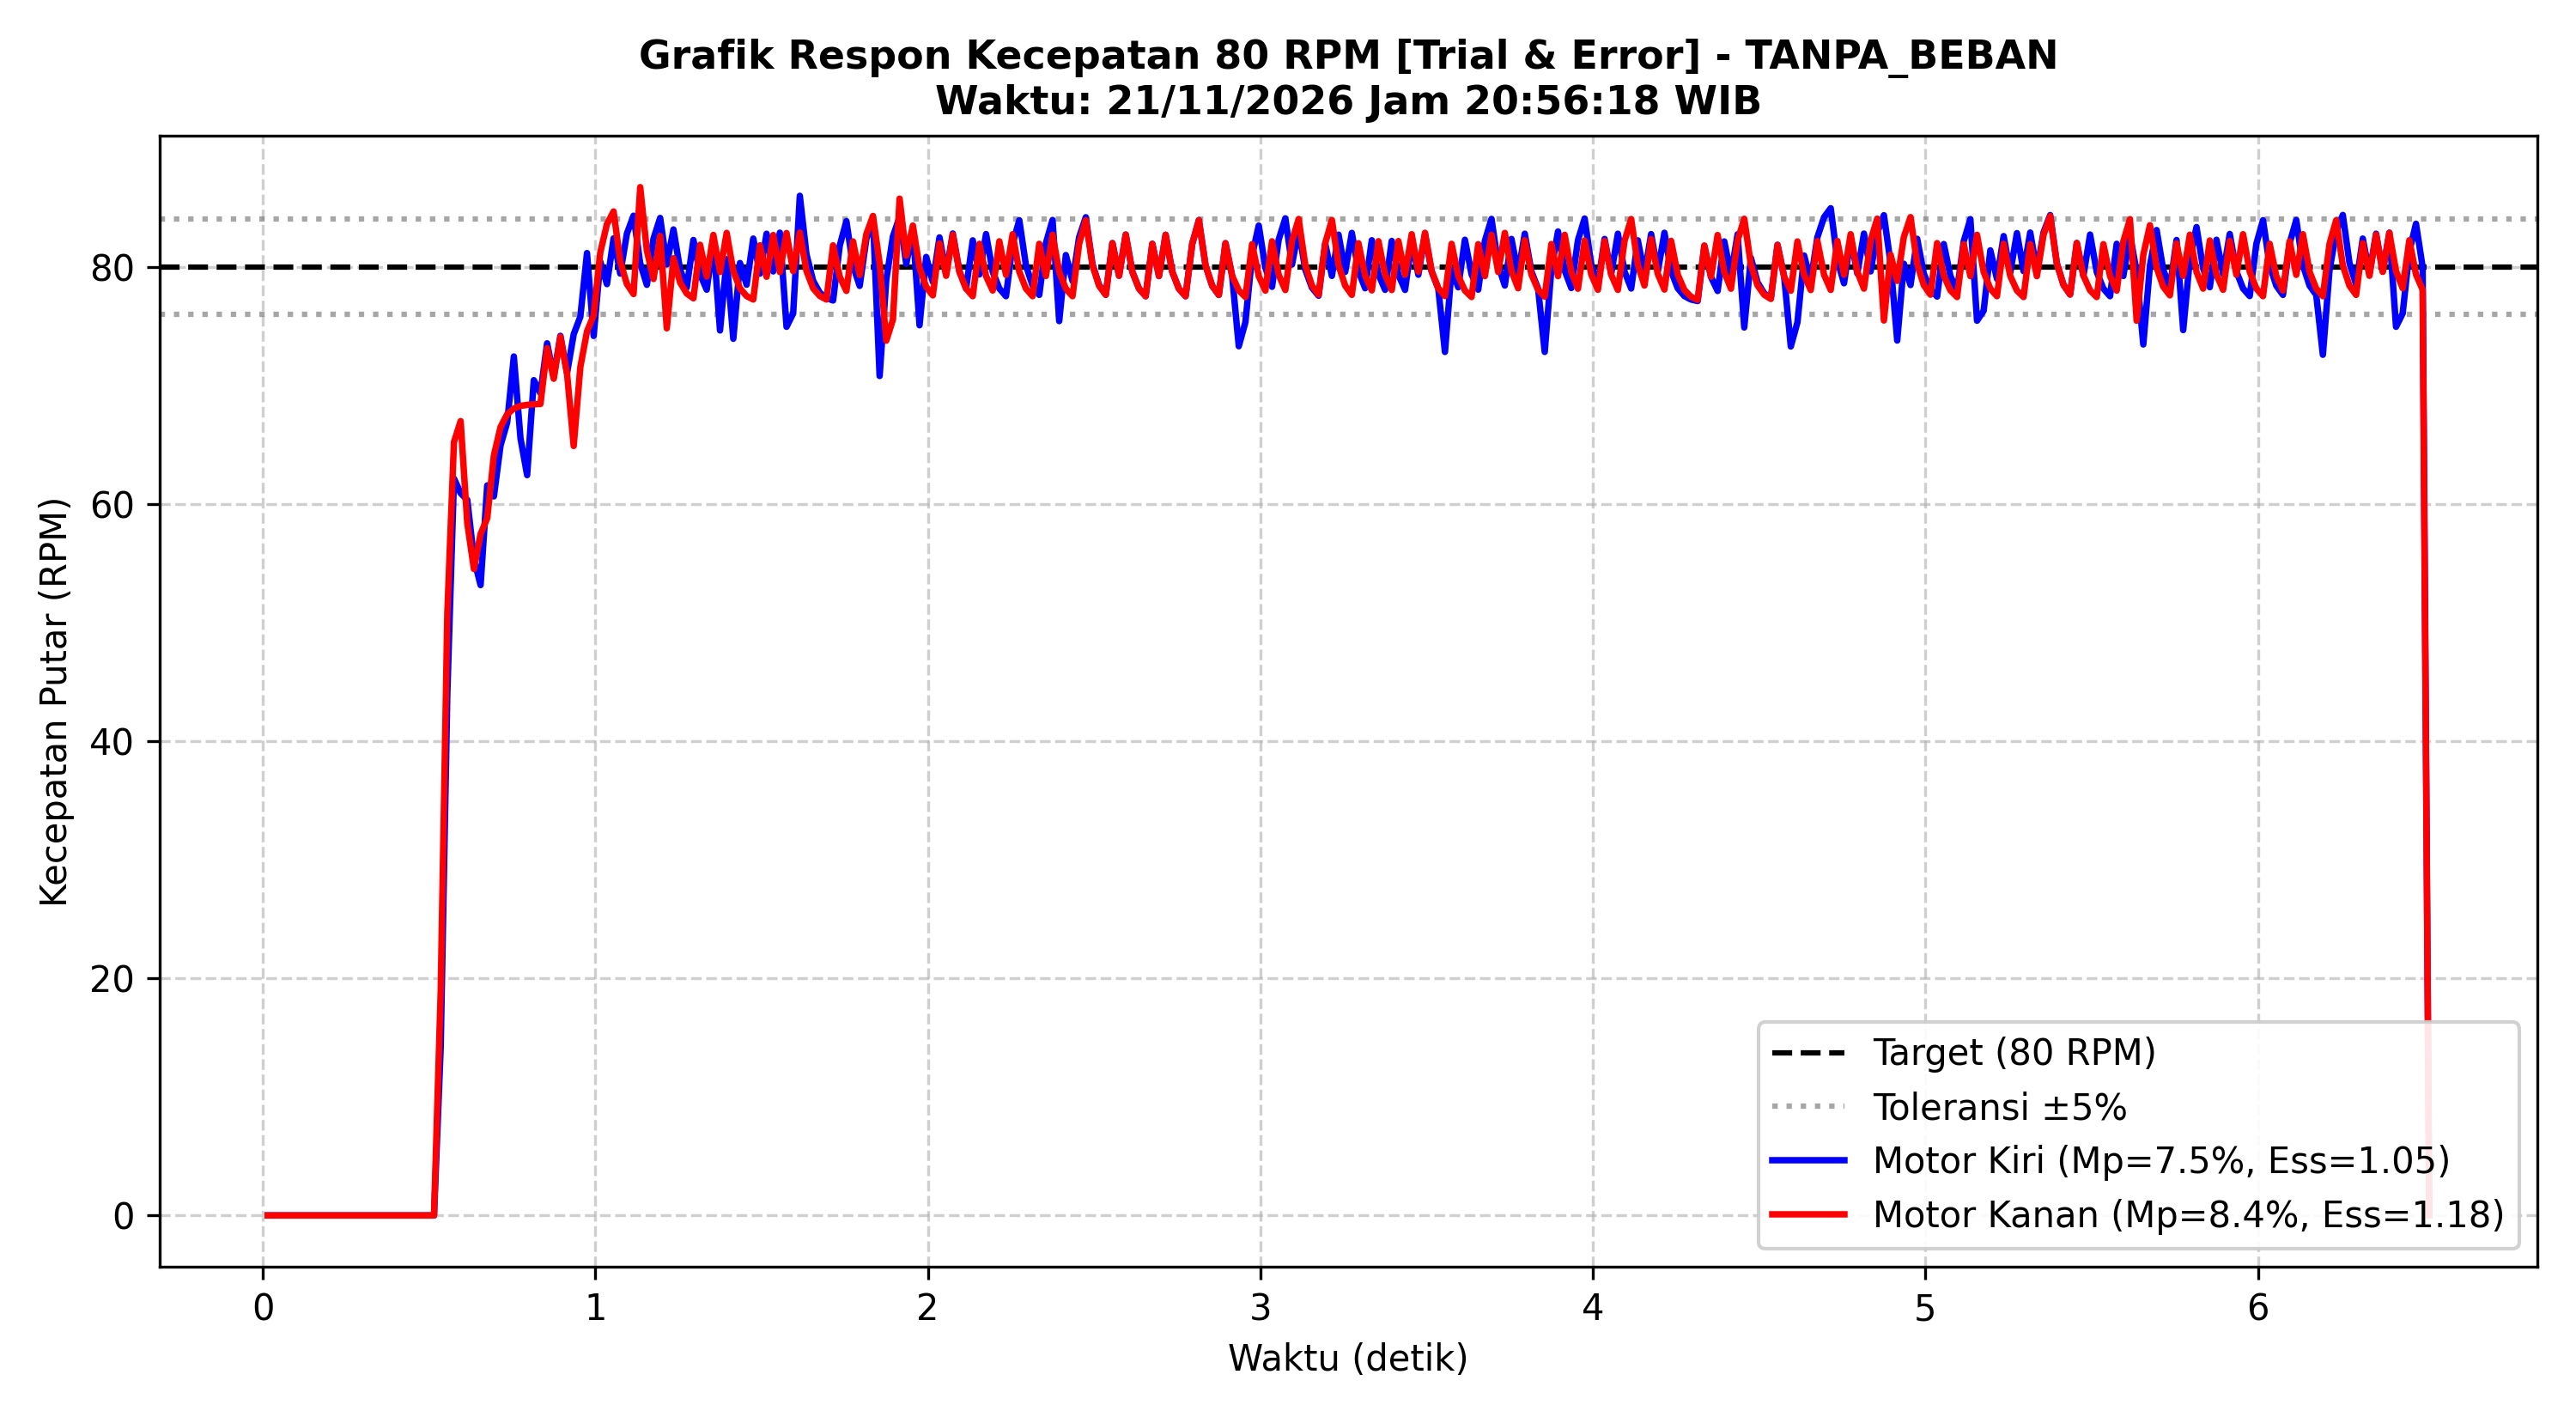 Grafik Respon Kecepatan 80 RPM [Trial & Error] - TANPA_BEBAN
Waktu: 21/11/2026 Jam 20:56:18 WIB
Kecepatan Putar (RPM)
80
60
40
20
0
Target (80 RPM)
Toleransi ±5%
Motor Kiri (Mp=7.5%, Ess=1.05)
Motor Kanan (Mp=8.4%, Ess=1.18)
0 1 2 3 4 5 6
Waktu (detik)